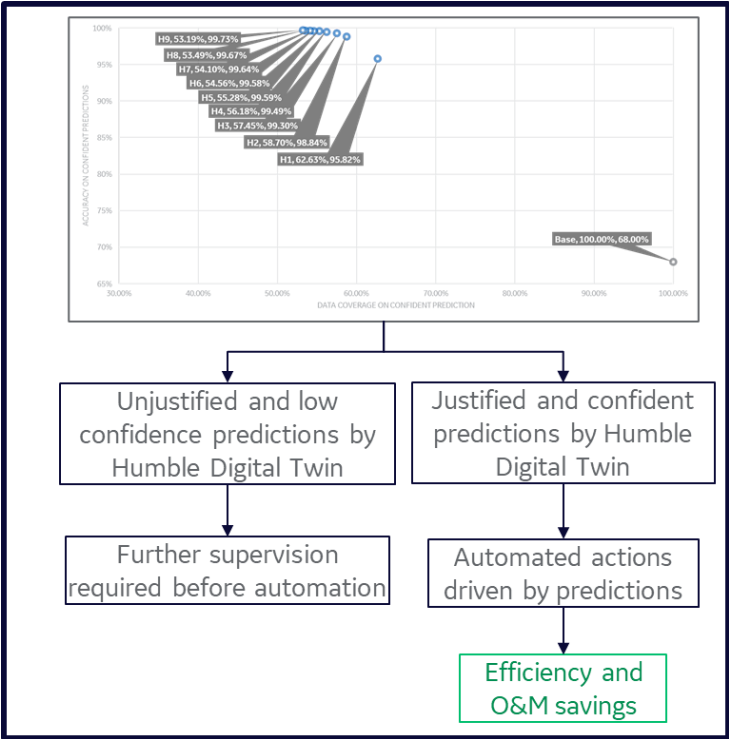 100%
95%
90%
85%
80%
75%
70%
65%
ACCURACY ON CONFIDENT PREDICTIONS
H9, 53.19%, 99.73%
H8, 53.49%, 99.67%
H7, 54.10%, 99.64%
H6, 54.56%, 99.58%
H5, 55.28%, 99.59%
H4, 56.18%, 99.49%
H3, 57.45%, 99.30%
H2, 58.70%, 98.84%
H1, 62.63%, 95.82%
Base, 100.00%, 68.00%
30.00% 40.00% 50.00% 60.00% 70.00% 80.00% 90.00% 100.00%
DATA COVERAGE ON CONFIDENT PREDICTION
Unjustified and low
confidence predictions by
Humble Digital Twin
Justified and confident
predictions by Humble
Digital Twin
Further supervision
required before automation
Automated actions
driven by predictions
Efficiency and
O&M savings